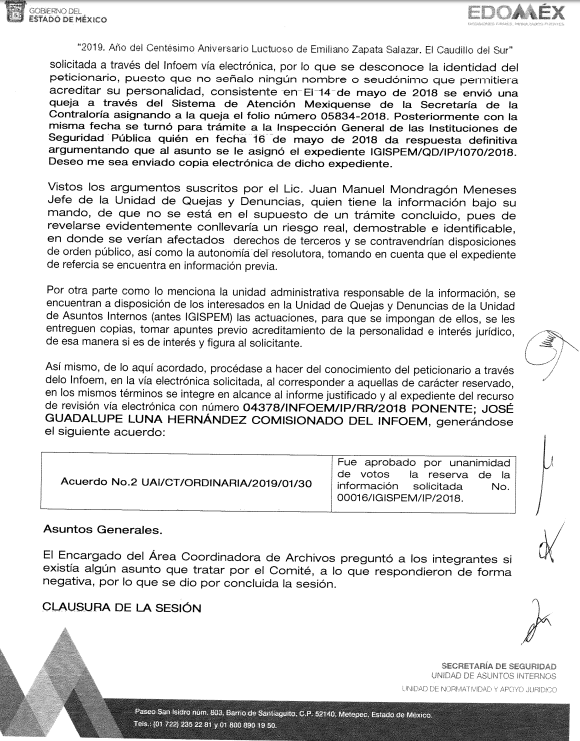 GOBIERNO DEL
ESTADO DE MÉXICO
EDOMÉX
"2019. Año del Centésimo Aniversario Luctuoso de Emiliano Zapata Salazar. El Caudillo del Sur"
solicitada a través del Infoem vía electrónica, por lo que se desconoce la identidad del
peticionario, puesto que no señalo ningún nombre o seudónimo que permitiera
acreditar su personalidad, consistente en El 14 de mayo de 2018 se envió una
queja a través del Sistema de Atención Mexiquense de la Secretaría de la
Contraloría asignando a la queja el folio número 05834-2018. Posteriormente con la
misma fecha se turnó para trámite a la Inspección General de las Instituciones de
Seguridad Pública quién en fecha 16 de mayo de 2018 da respuesta definitiva
argumentando que al asunto se le asignó el expediente IGISPEM/QD/IP/1070/2018.
Deseo me sea enviado copia electrónica de dicho expediente.
Vistos los argumentos suscritos por el Lic. Juan Manuel Mondragón Meneses
Jefe de la Unidad de Quejas y Denuncias, quien tiene la información bajo su
mando, de que no se está en el supuesto de un trámite concluido, pues de
revelarse evidentemente conllevaría un riesgo real, demostrable e identificable,
en donde se verían afectados derechos de terceros y se contravendrían disposiciones
de orden público, así como la autonomía del resolutora, tomando en cuenta que el expediente
de refercia se encuentra en información previa.
Por otra parte como lo menciona la unidad administrativa responsable de la información, se
encuentran a disposición de los interesados en la Unidad de Quejas y Denuncias de la Unidad
de Asuntos Internos (antes IGISPEM) las actuaciones, para que se impongan de ellos, se les
entreguen copias, tomar apuntes previo acreditamiento de la personalidad e interés jurídico,
de esa manera si es de interés y figura al solicitante.
Así mismo, de lo aquí acordado, procédase a hacer del conocimiento del peticionario a través
delo Infoem, en la vía electrónica solicitada, al corresponder a aquellas de carácter reservado,
en los mismos términos se integre en alcance al informe justificado y al expediente del recurso
de revisión vía electrónica con número 04378/INFOEM/IP/RR/2018 PONENTE; JOSÉ
GUADALUPE LUNA HERNÁNDEZ COMISIONADO DEL INFOEM, generándose
el siguiente acuerdo:
Acuerdo No.2 UAI/CT/ORDINARIA/2019/01/30
Fue aprobado por unanimidad
de votos la reserva de la
información solicitada No.
00016/IGISPEM/IP/2018.
Asuntos Generales.
El Encargado del Área Coordinadora de Archivos preguntó a los integrantes si
existía algún asunto que tratar por el Comité, a lo que respondieron de forma
negativa, por lo que se dio por concluida la sesión.
CLAUSURA DE LA SESIÓN
SECRETARÍA DE SEGURIDAD
UNIDAD DE ASUNTOS INTERNOS
UNIDAD DE NORMATIVIDAD Y APOYO JURÍDICO
Paseo San Isidro núm. 803, Barrio de Santiaguito, C.P. 52140, Metepec, Estado de México.
Tels.: (01 722) 235 22 81 y 01 800 890 19 50.